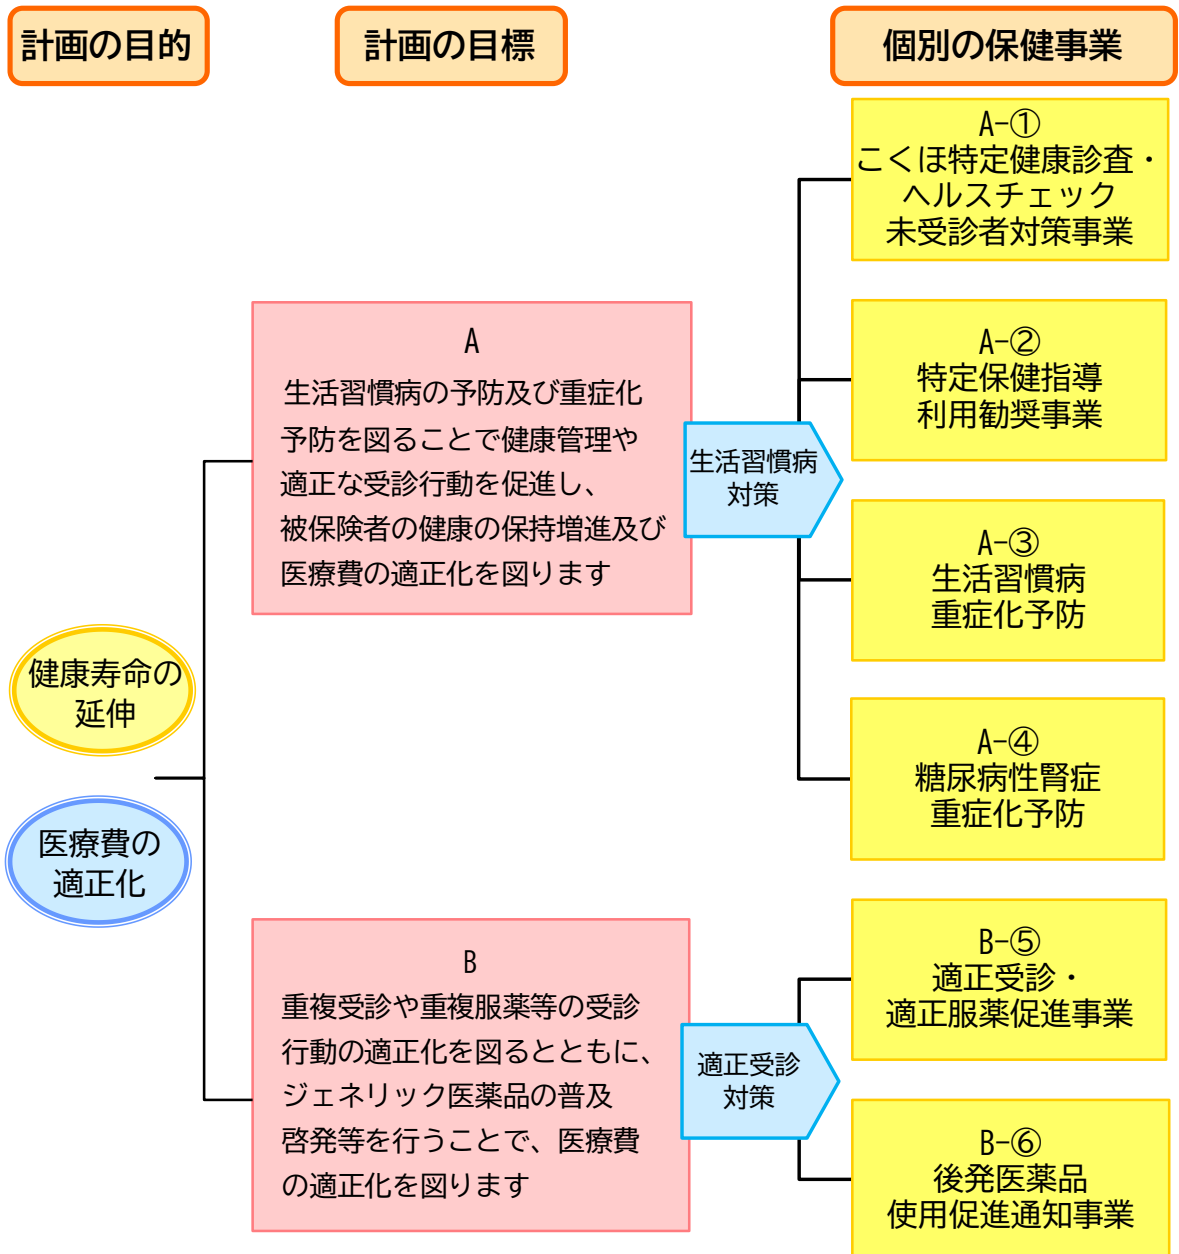 計画の目的
計画の目標
個別の保健事業
健康寿命の
延伸
医療費の
適正化
A
生活習慣病の予防及び重症化
予防を図ることで健康管理や
適正な受診行動を促進し、
被保険者の健康の保持増進及び
医療費の適正化を図ります
生活習慣病
対策
A-①
こくほ特定健康診査・
ヘルスチェック
未受診者対策事業
A-②
特定保健指導
利用勧奨事業
A-③
生活習慣病
重症化予防
A-④
糖尿病性腎症
重症化予防
B
重複受診や重複服薬等の受診
行動の適正化を図るとともに、
ジェネリック医薬品の普及
啓発等を行うことで、医療費
の適正化を図ります
適正受診
対策
B-⑤
適正受診・
適正服薬促進事業
B-⑥
後発医薬品
使用促進通知事業